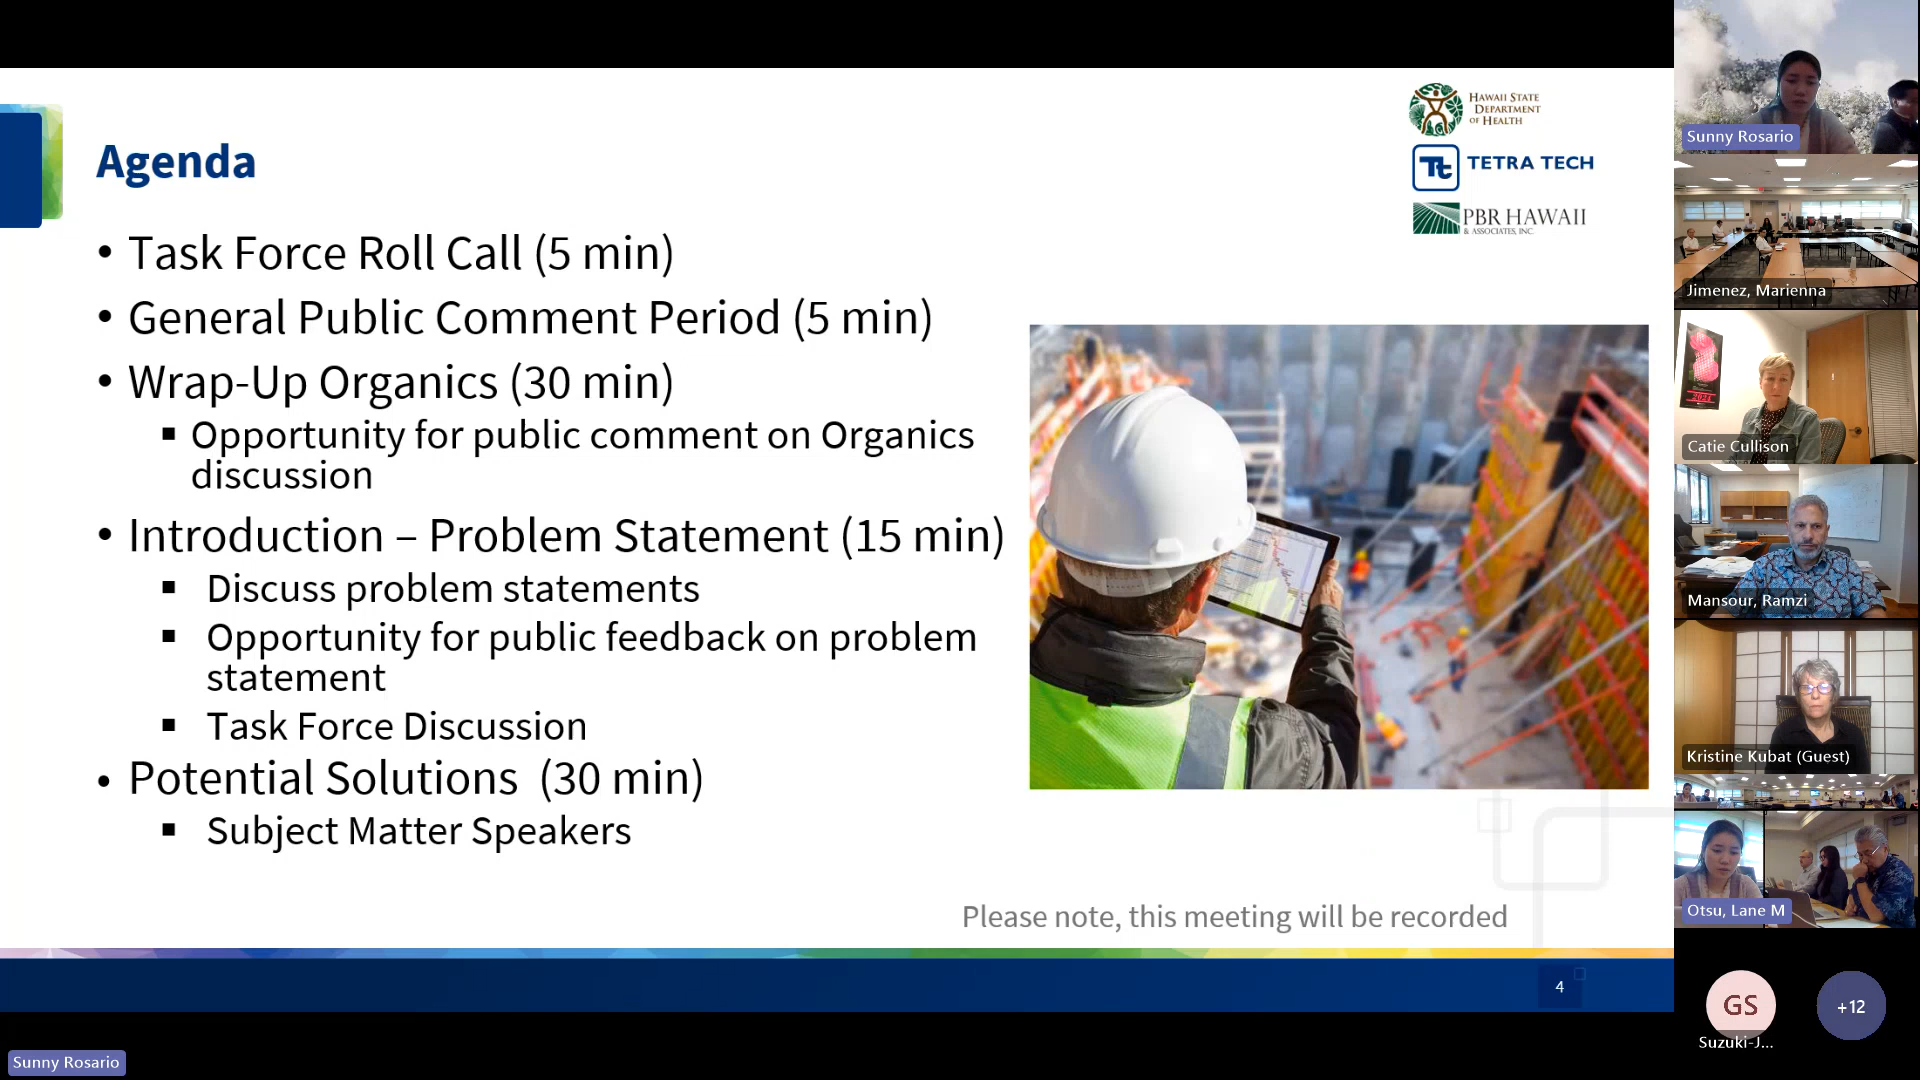 Agenda
HAWAII STATE
DEPARTMENT
OF HEALTH
Tt TETRA TECH
PBR HAWAII
& ASSOCIATES, INC.
• Task Force Roll Call (5 min)
• General Public Comment Period (5 min)
• Wrap-Up Organics (30 min)
▪ Opportunity for public comment on Organics
discussion
• Introduction – Problem Statement (15 min)
▪ Discuss problem statements
▪ Opportunity for public feedback on problem
statement
▪ Task Force Discussion
• Potential Solutions (30 min)
▪ Subject Matter Speakers
Please note, this meeting will be recorded
4
Sunny Rosario
Sunny Rosario
Jimenez, Marienna
Catie Cullison
Mansour, Ramzi
Kristine Kubat (Guest)
Otsu, Lane M
GS
Suzuki-J...
+12